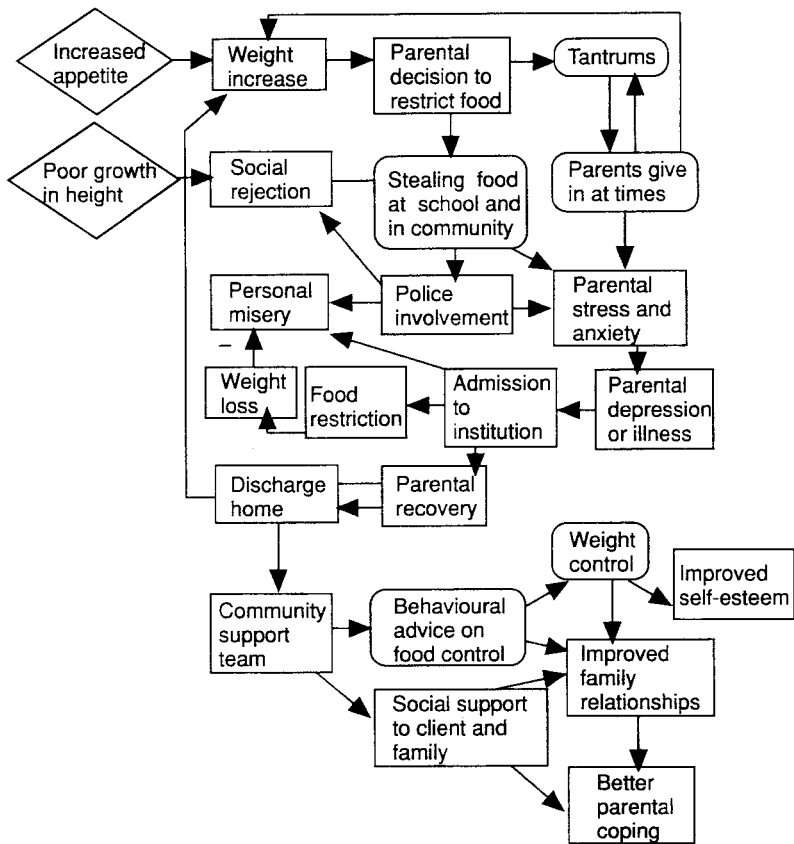 Increased
appetite
Weight
increase
Parental
decision to
restrict food
Tantrums
Poor growth
in height
Social
rejection
Stealing food
at school and
in community
Parents give
in at times
Personal
misery
Police
involvement
Parental
stress and
anxiety
Weight
loss
Food
restriction
Admission
to
institution
Parental
depression
or illness
Discharge
home
Parental
recovery
Weight
control
Improved
self-esteem
Community
support
team
Behavioural
advice on
food control
Improved
family
relationships
Social support
to client and
family
Better
parental
coping